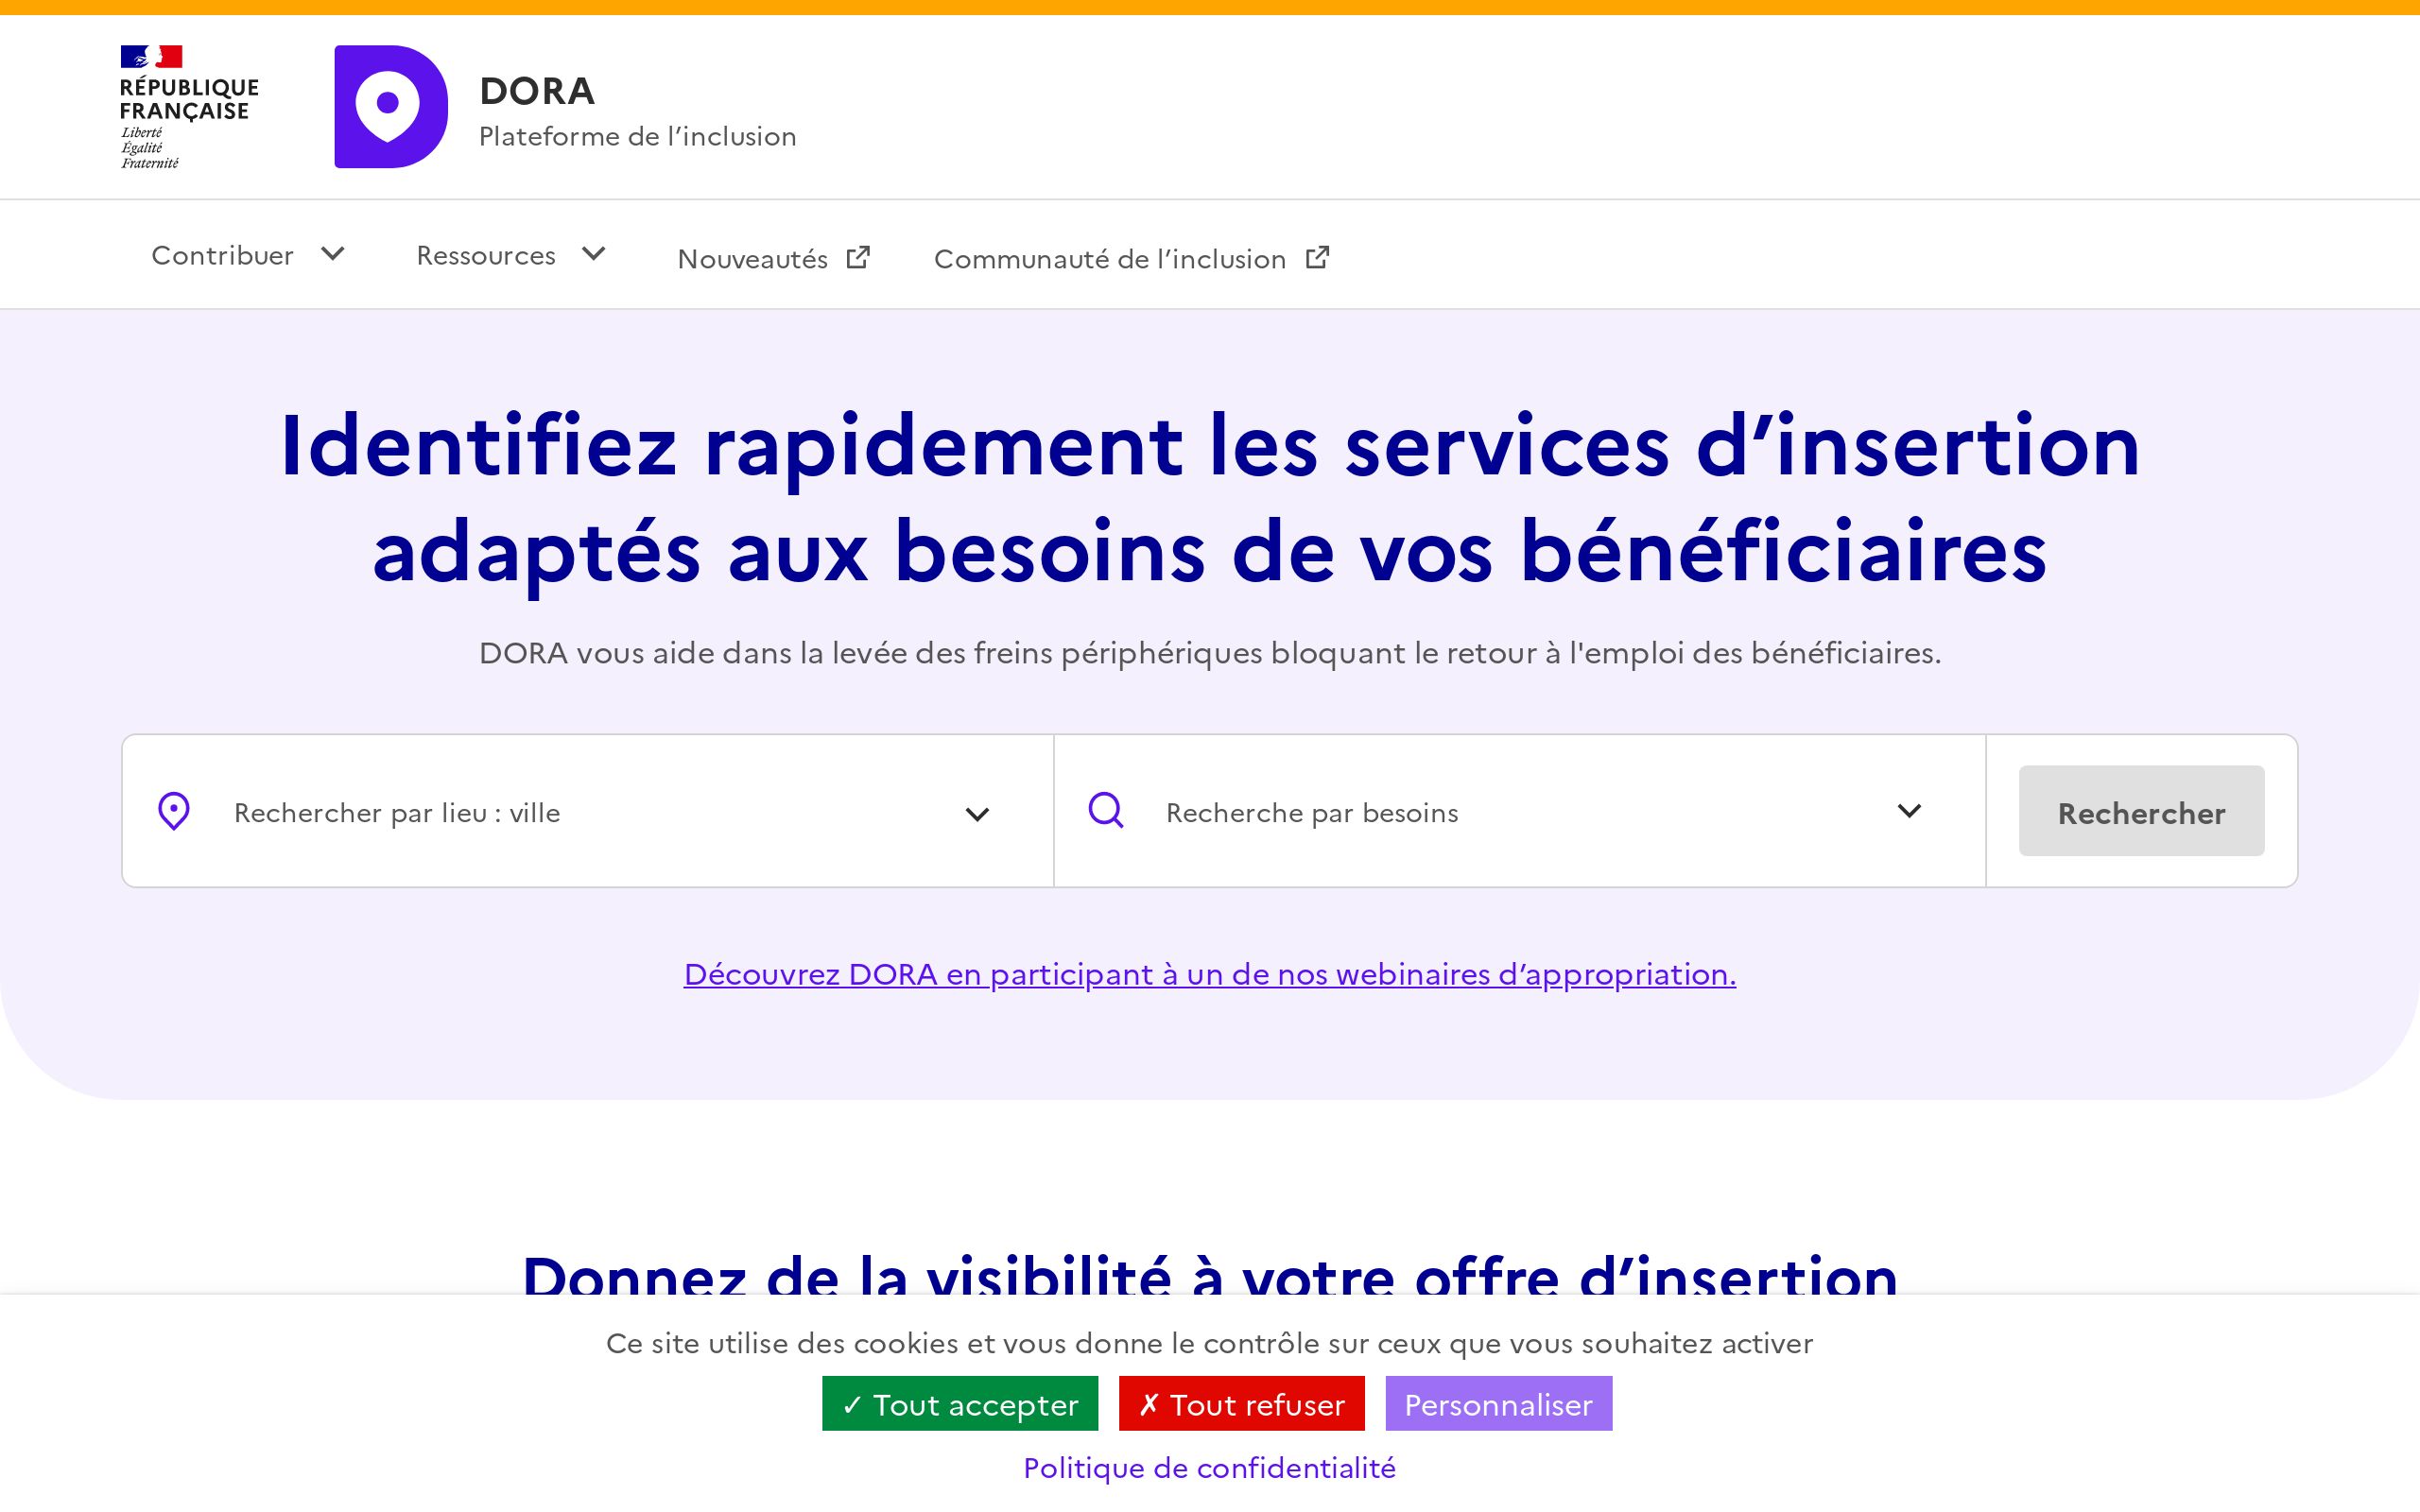 RÉPUBLIQUE
FRANÇAISE
Liberté
Égalité
Fraternité
DORA
Plateforme de l’inclusion
Contribuer
Ressources
Nouveautés
Communauté de l’inclusion
Identifiez rapidement les services d’insertion
adaptés aux besoins de vos bénéficiaires
DORA vous aide dans la levée des freins périphériques bloquant le retour à l'emploi des bénéficiaires.
Rechercher par lieu : ville
Recherche par besoins
Rechercher
Découvrez DORA en participant à un de nos webinaires d’appropriation.
Donnez de la visibilité à votre offre d’insertion
Ce site utilise des cookies et vous donne le contrôle sur ceux que vous souhaitez activer
✓ Tout accepter
✗ Tout refuser
Personnaliser
Politique de confidentialité